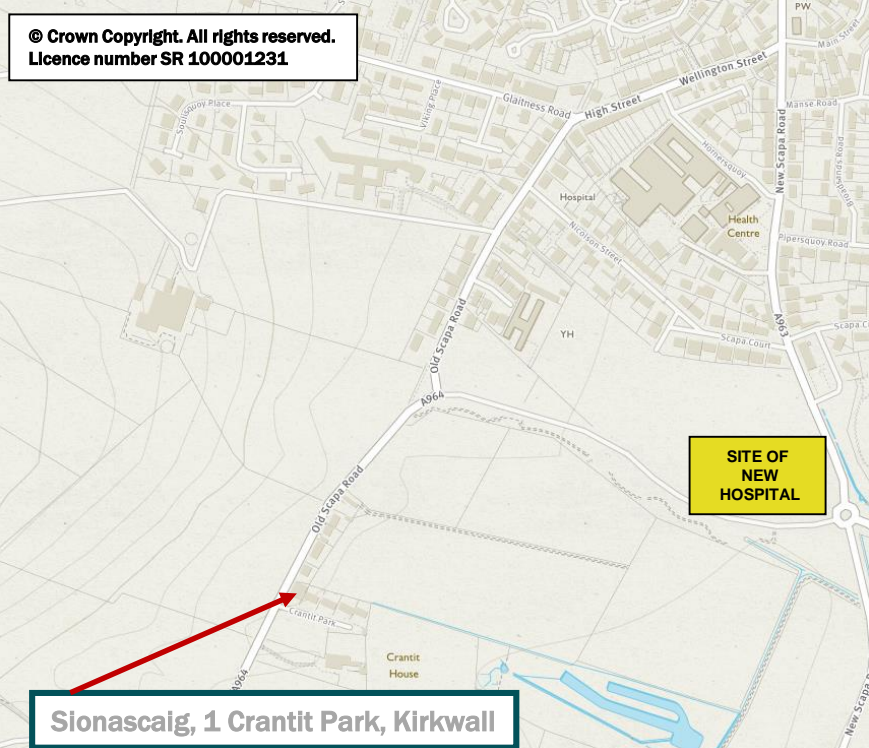 © Crown Copyright. All rights reserved.
Licence number SR 100001231
PW
Main Street
Wellington Street
Glaitness Road
High Street
Manse Road
Viking Place
Soulisquoy Place
Hornersquoy
New Scapa Road
Broadsands Road
Hospital
Health
Centre
Nicolson Street
Pipersquoy Road
A963
Scapa Court
YH
Old Scapa Road
A964
SITE OF
NEW
HOSPITAL
Old Scapa Road
Crantit Park
Crantit
House
A964
Sionascaig, 1 Crantit Park, Kirkwall